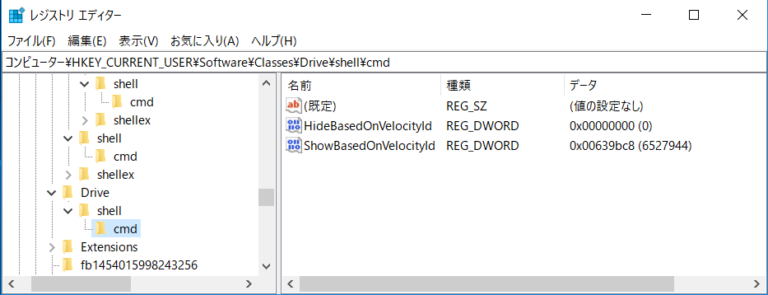 レジストリ エディター
ファイル(F) 編集(E) 表示(V) お気に入り(A) ヘルプ(H)
コンピューター¥HKEY_CURRENT_USER¥Software¥Classes¥Drive¥shell¥cmd
shell
cmd
shellex
shell
cmd
shellex
Drive
shell
cmd
Extensions
fb1454015998243256
名前 種類 データ
(既定) REG_SZ (値の設定なし)
HideBasedOnVelocityId REG_DWORD 0x00000000 (0)
ShowBasedOnVelocityId REG_DWORD 0x00639bc8 (6527944)